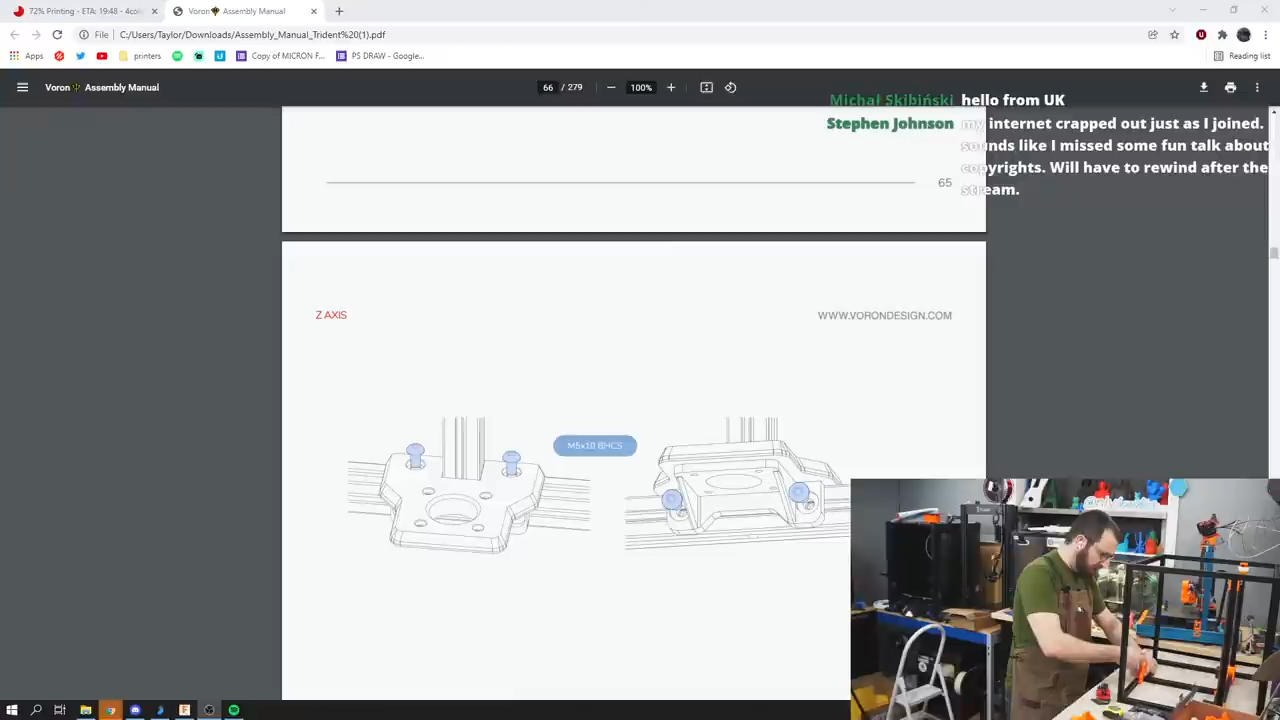 72% Printing - ETA: 19:48 - 4col
Voron Assembly Manual
File
C:/Users/Taylor/Downloads/Assembly_Manual_Trident%20(1).pdf
Apps
printers
Copy of MICRON F...
PS DRAW - Google...
Reading list
Voron Assembly Manual
66 / 279
100%
Michał Skibiński hello from UK
Stephen Johnson my internet crapped out just as I joined.
sounds like I missed some fun talk about
copyrights. Will have to rewind after the
stream.
65
Z AXIS
WWW.VORONDESIGN.COM
M5x10 BHCS